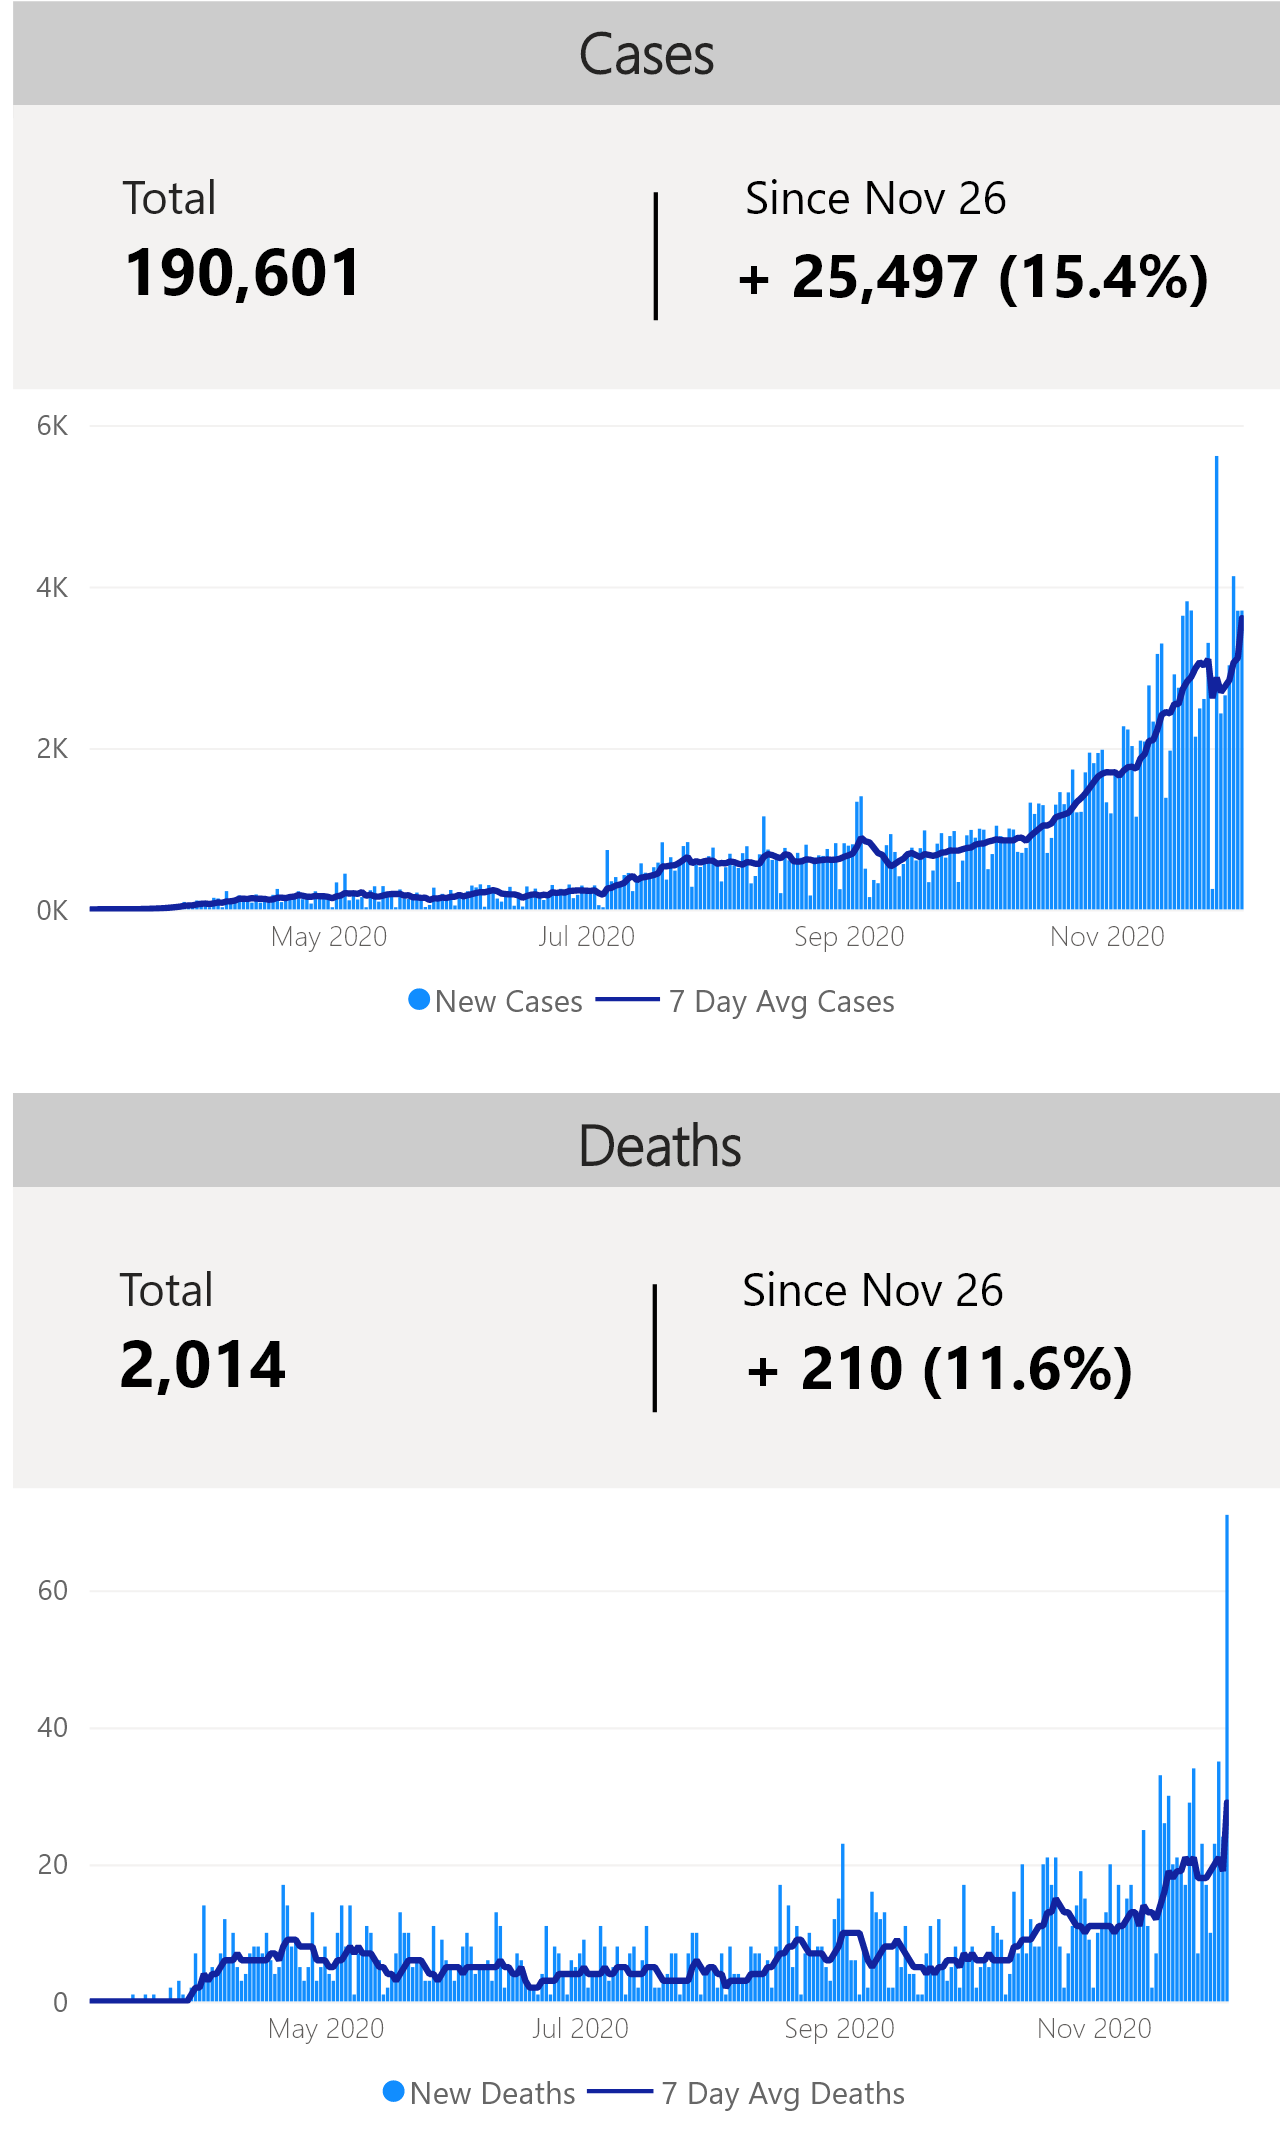 Cases
Total
Since Nov 26
190,601
+ 25,497 (15.4%)
6K
4K
2K
0K
May 2020
Jul 2020
Sep 2020
Nov 2020
New Cases
7 Day Avg Cases
Deaths
Total
Since Nov 26
2,014
+ 210 (11.6%)
60
40
20
0
May 2020
Jul 2020
Sep 2020
Nov 2020
New Deaths
7 Day Avg Deaths